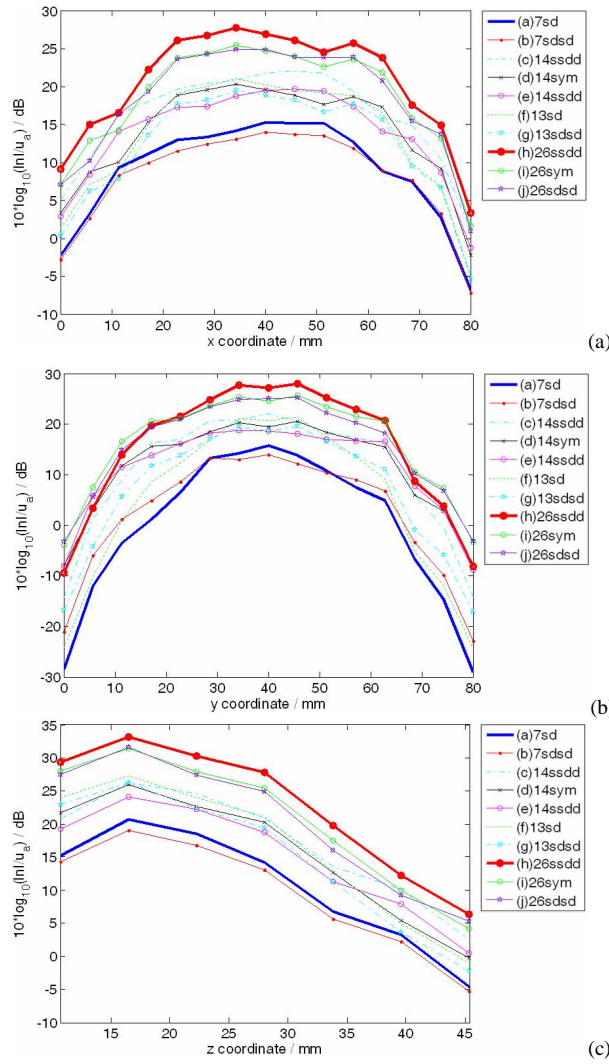 30
25
20
15
10
5
0
-5
-10
10*log10(lnI/ua) / dB
0 10 20 30 40 50 60 70 80
x coordinate / mm
(a)7sd
(b)7sdsd
(c)14ssdd
(d)14sym
(e)14ssdd
(f)13sd
(g)13sdsd
(h)26ssdd
(i)26sym
(j)26sdsd
(a)
30
20
10
0
-10
-20
-30
10*log10(lnI/ua) / dB
0 10 20 30 40 50 60 70 80
y coordinate / mm
(a)7sd
(b)7sdsd
(c)14ssdd
(d)14sym
(e)14ssdd
(f)13sd
(g)13sdsd
(h)26ssdd
(i)26sym
(j)26sdsd
(b)
35
30
25
20
15
10
5
0
-5
-10
10*log10(lnI/ua) / dB
15 20 25 30 35 40 45
z coordinate / mm
(a)7sd
(b)7sdsd
(c)14ssdd
(d)14sym
(e)14ssdd
(f)13sd
(g)13sdsd
(h)26ssdd
(i)26sym
(j)26sdsd
(c)